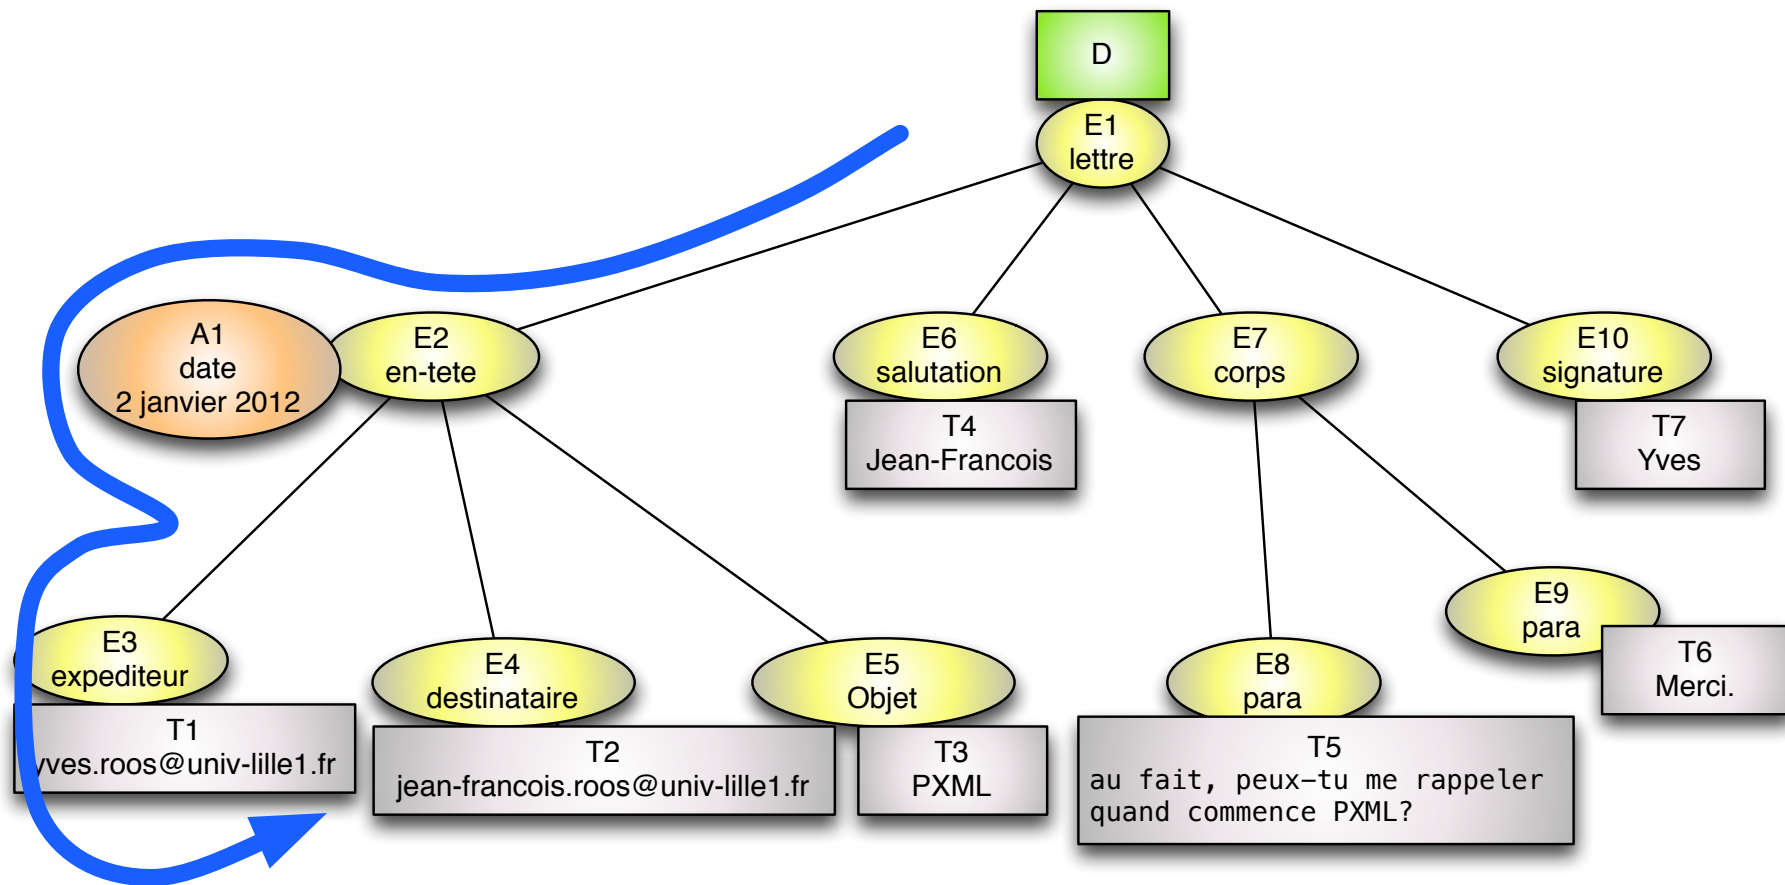 D
E1
lettre
A1
date
2 janvier 2012
E2
en-tete
E6
salutation
T4
Jean-Francois
E7
corps
E10
signature
T7
Yves
E3
expediteur
T1
yves.roos@univ-lille1.fr
E4
destinataire
T2
jean-francois.roos@univ-lille1.fr
E5
Objet
T3
PXML
E8
para
T5
au fait, peux-tu me rappeler
quand commence PXML?
E9
para
T6
Merci.